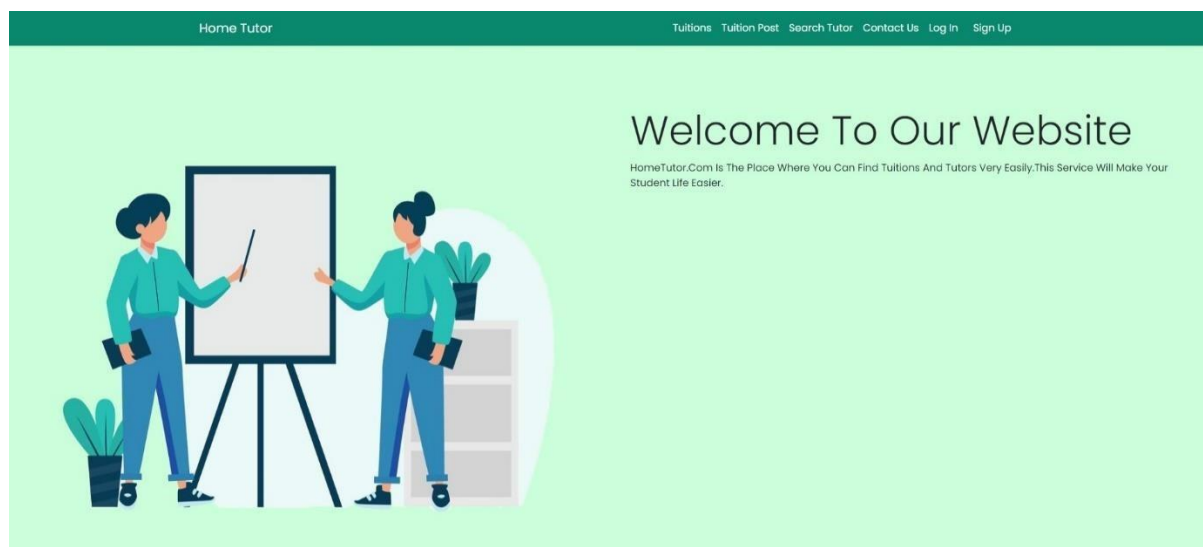 Home Tutor
Tuitions Tuition Post Search Tutor Contact Us Log In Sign Up
Welcome To Our Website
HomeTutor.Com Is The Place Where You Can Find Tuitions And Tutors Very Easily.This Service Will Make Your
Student Life Easier.